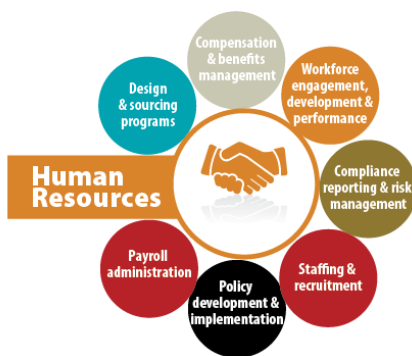 Compensation
& benefits
management
Workforce
engagement,
development &
performance
Design
& sourcing
programs
Human
Resources
Compliance
reporting & risk
management
Payroll
administration
Staffing &
recruitment
Policy
development &
implementation